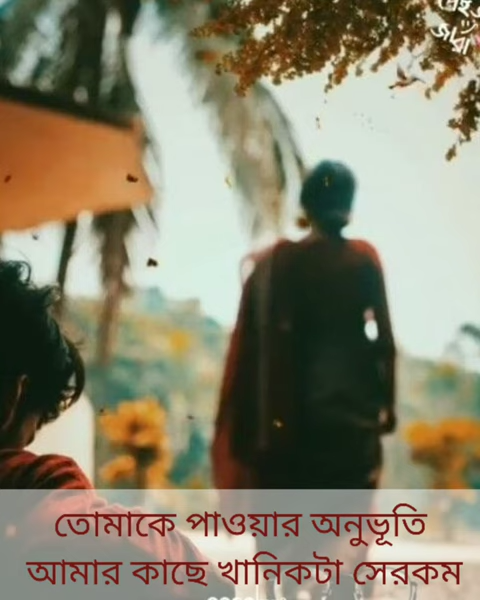 তোমাকে পাওয়ার অনুভূতি
আমার কাছে খানিকটা সেরকম